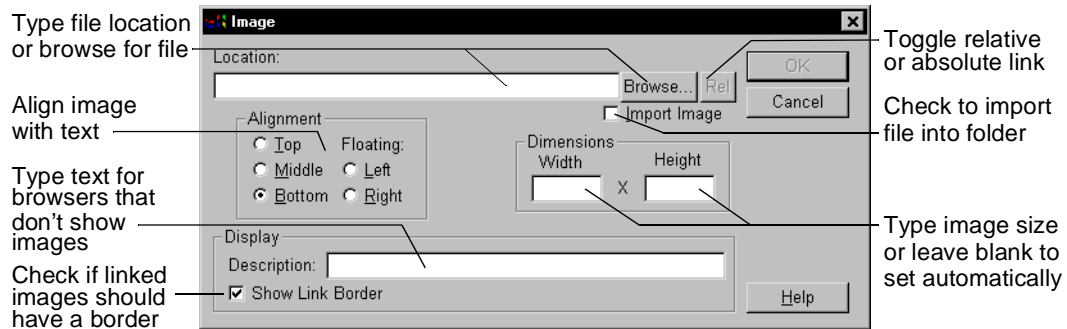 Type file location
or browse for file
Align image
with text
Type text for
browsers that
don't show
images
Check if linked
images should
have a border
Image
Location:
Browse...
Rel
OK
Cancel
Import Image
Alignment
Top
Floating:
Middle
Left
Bottom
Right
Dimensions
Width
Height
X
Display
Description:
Show Link Border
Help
Toggle relative
or absolute link
Check to import
file into folder
Type image size
or leave blank to
set automatically